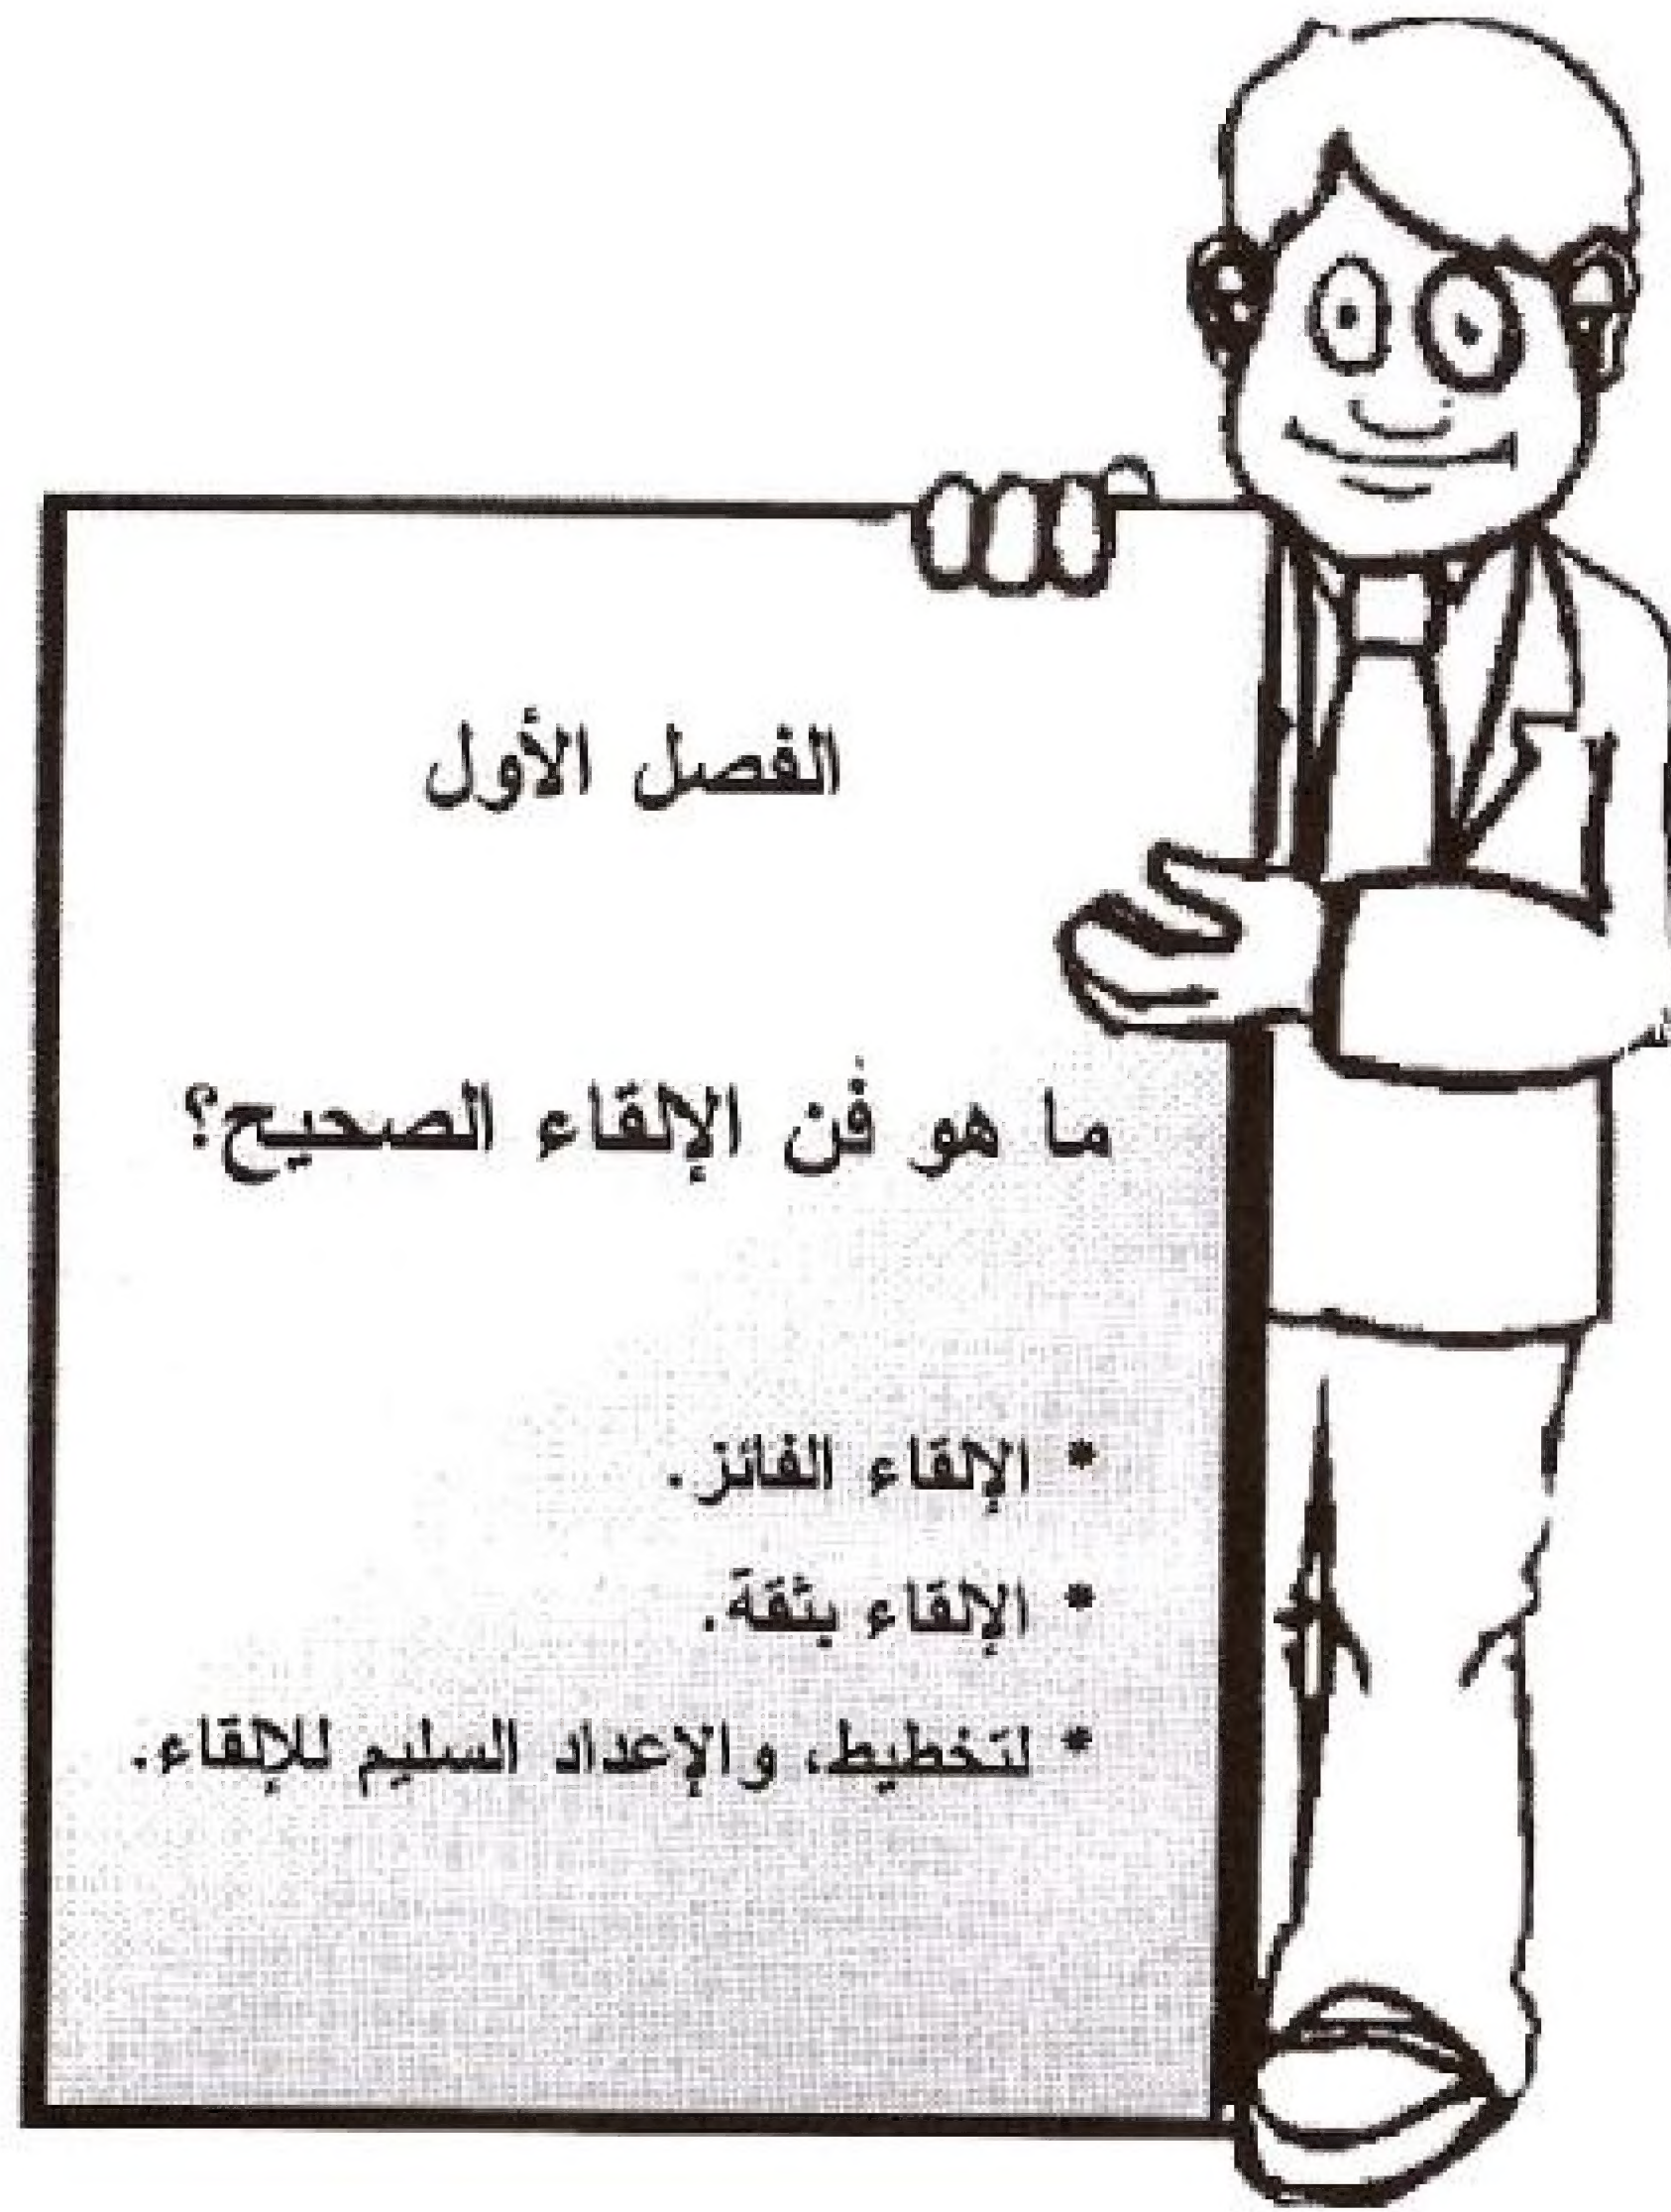 الفصل الأول
ما هو فن الإلقاء الصحيح؟
* الإلقاء الفائز.
* الإلقاء بثقة.
* لتخطيط، والإعداد السليم للإلقاء.